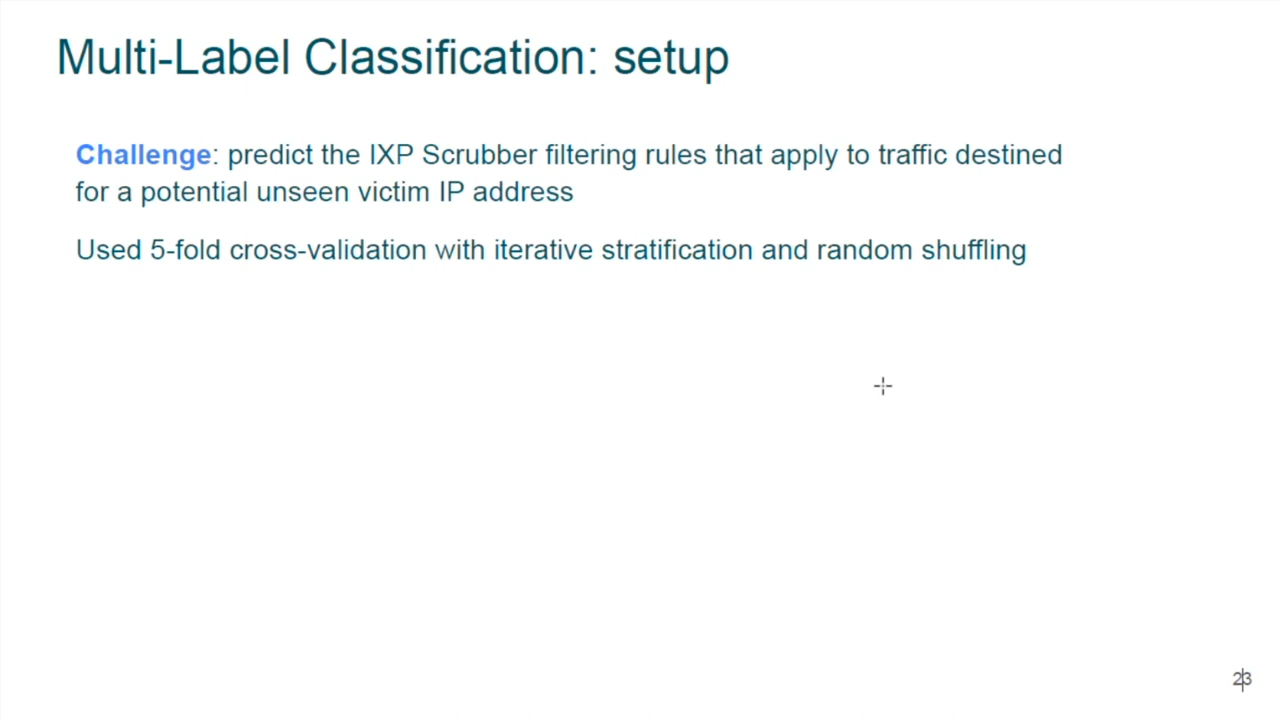 Multi-Label Classification: setup
Challenge: predict the IXP Scrubber filtering rules that apply to traffic destined
for a potential unseen victim IP address
Used 5-fold cross-validation with iterative stratification and random shuffling
23